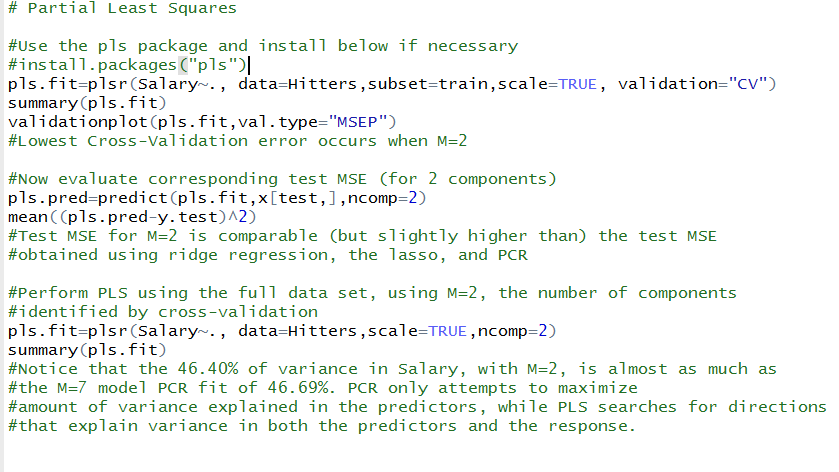 # Partial Least Squares
#Use the pls package and install below if necessary
#install.packages("pls")
pls.fit=plsr(Salary~., data=Hitters,subset=train,scale=TRUE, validation="CV")
summary(pls.fit)
validationplot(pls.fit,val.type="MSEP")
#Lowest Cross-Validation error occurs when M=2
#Now evaluate corresponding test MSE (for 2 components)
pls.pred=predict(pls.fit,x[test,],ncomp=2)
mean((pls.pred-y.test)^2)
#Test MSE for M=2 is comparable (but slightly higher than) the test MSE
#obtained using ridge regression, the lasso, and PCR
#Perform PLS using the full data set, using M=2, the number of components
#identified by cross-validation
pls.fit=plsr(Salary~., data=Hitters,scale=TRUE,ncomp=2)
summary(pls.fit)
#Notice that the 46.40% of variance in Salary, with M=2, is almost as much as
#the M=7 model PCR fit of 46.69%. PCR only attempts to maximize
#amount of variance explained in the predictors, while PLS searches for directions
#that explain variance in both the predictors and the response.